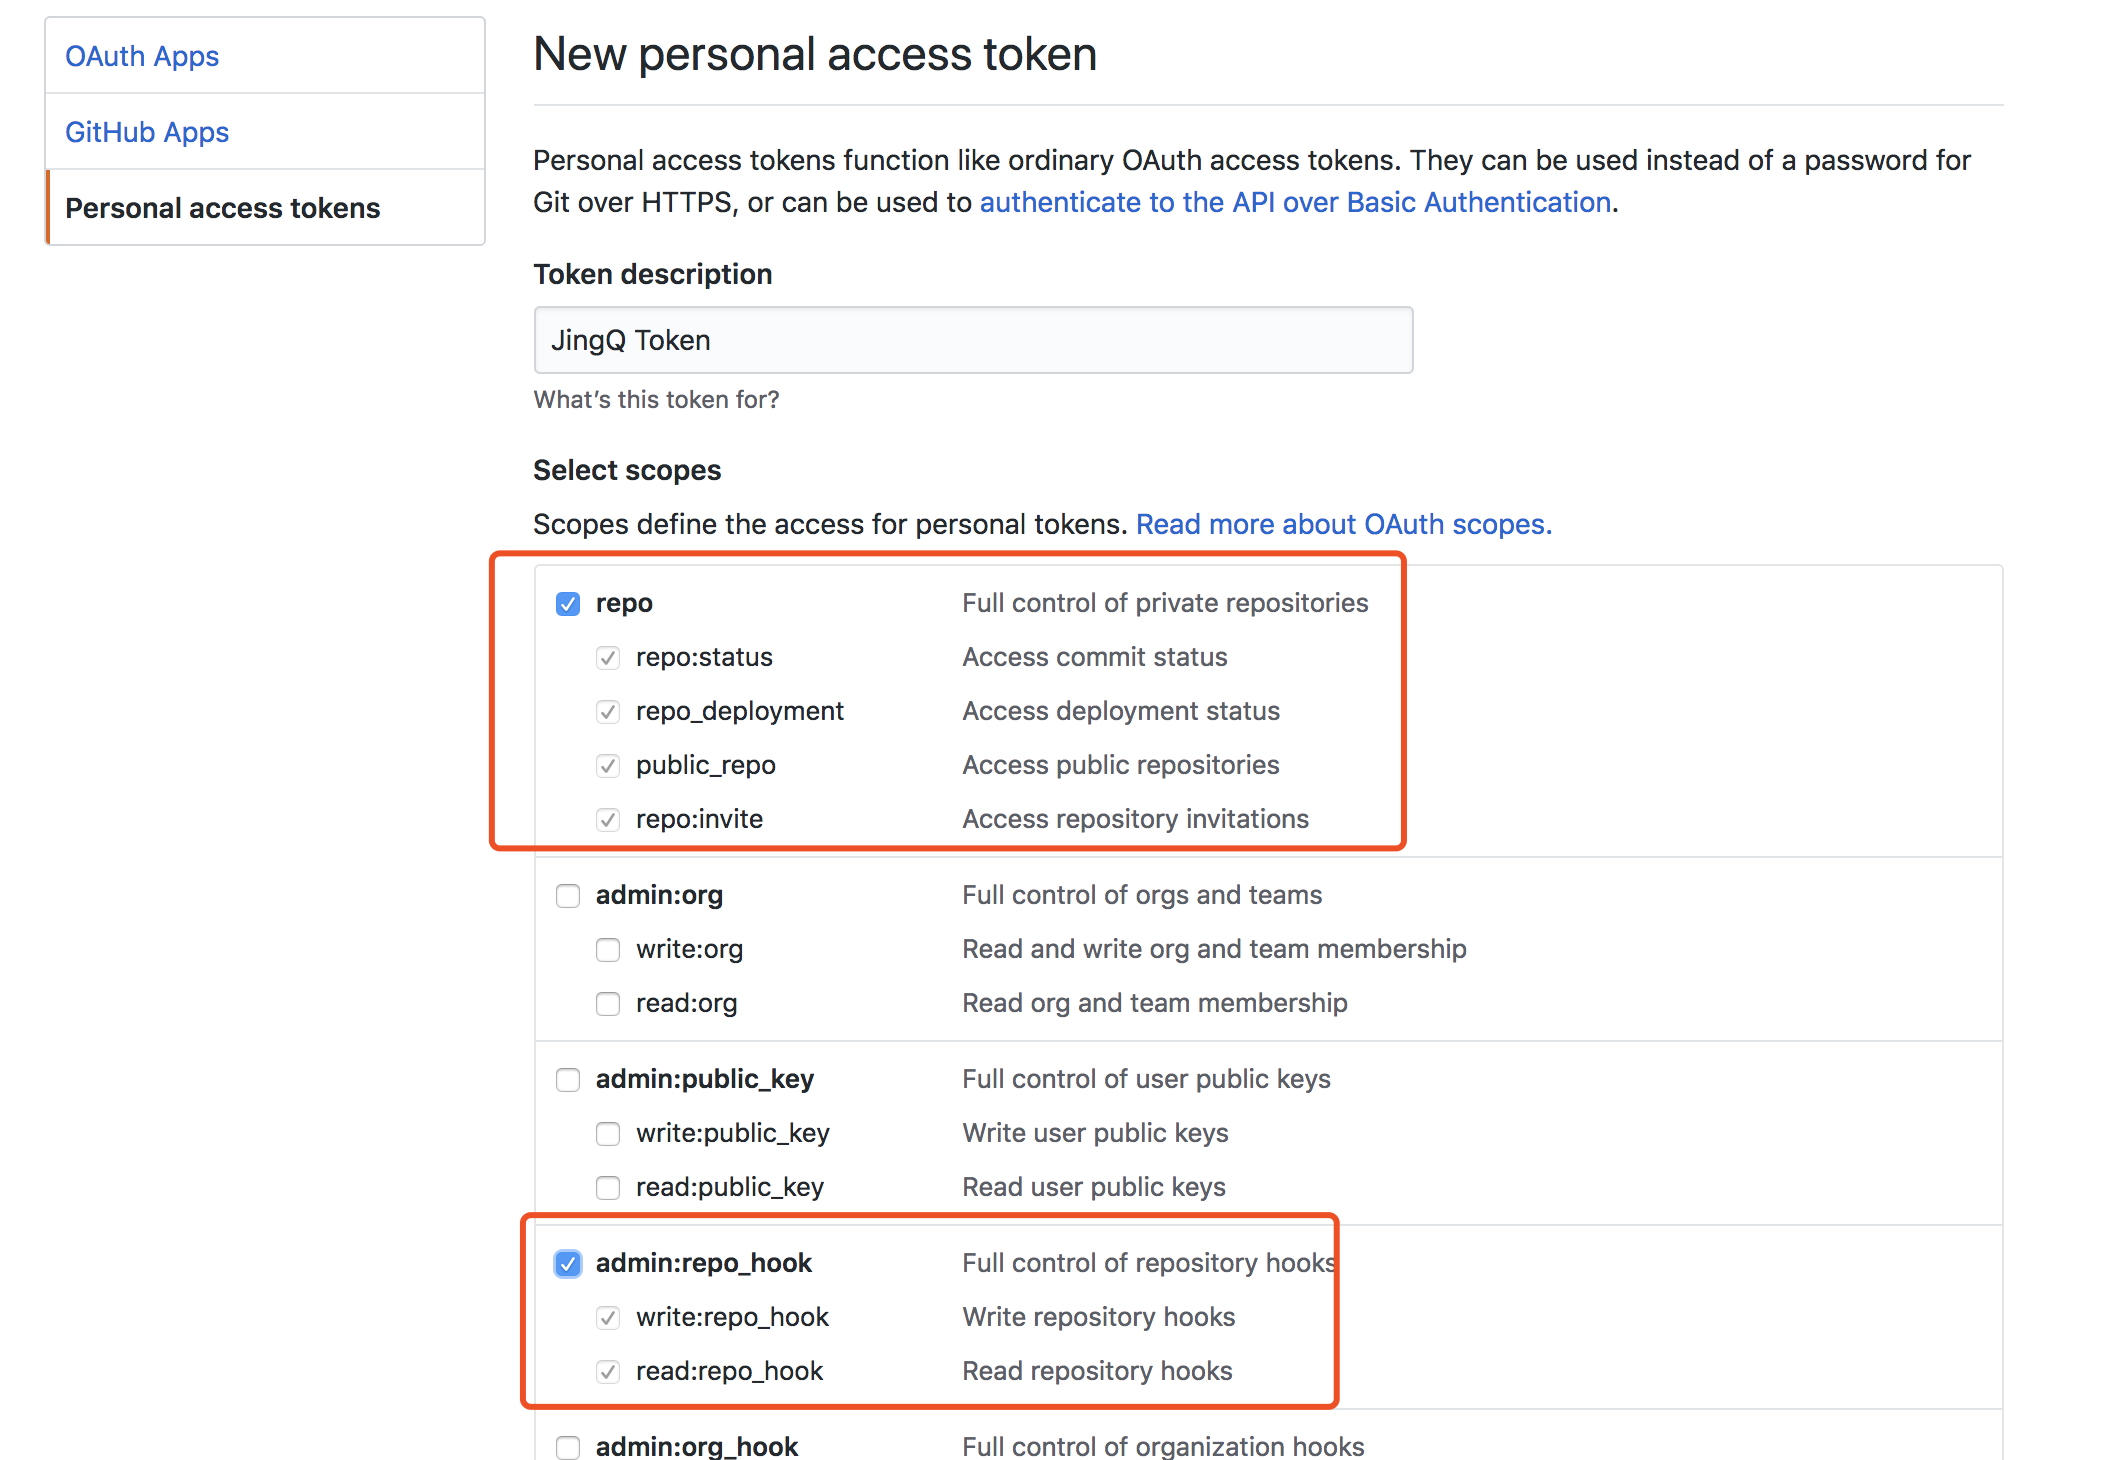 OAuth Apps
GitHub Apps
Personal access tokens
New personal access token
Personal access tokens function like ordinary OAuth access tokens. They can be used instead of a password for
Git over HTTPS, or can be used to authenticate to the API over Basic Authentication.
Token description
JingQ Token
What's this token for?
Select scopes
Scopes define the access for personal tokens. Read more about OAuth scopes.
repo Full control of private repositories
repo:status Access commit status
repo_deployment Access deployment status
public_repo Access public repositories
repo:invite Access repository invitations
admin:org Full control of orgs and teams
write:org Read and write org and team membership
read:org Read org and team membership
admin:public_key Full control of user public keys
write:public_key Write user public keys
read:public_key Read user public keys
admin:repo_hook Full control of repository hooks
write:repo_hook Write repository hooks
read:repo_hook Read repository hooks
admin:org_hook Full control of organization hooks